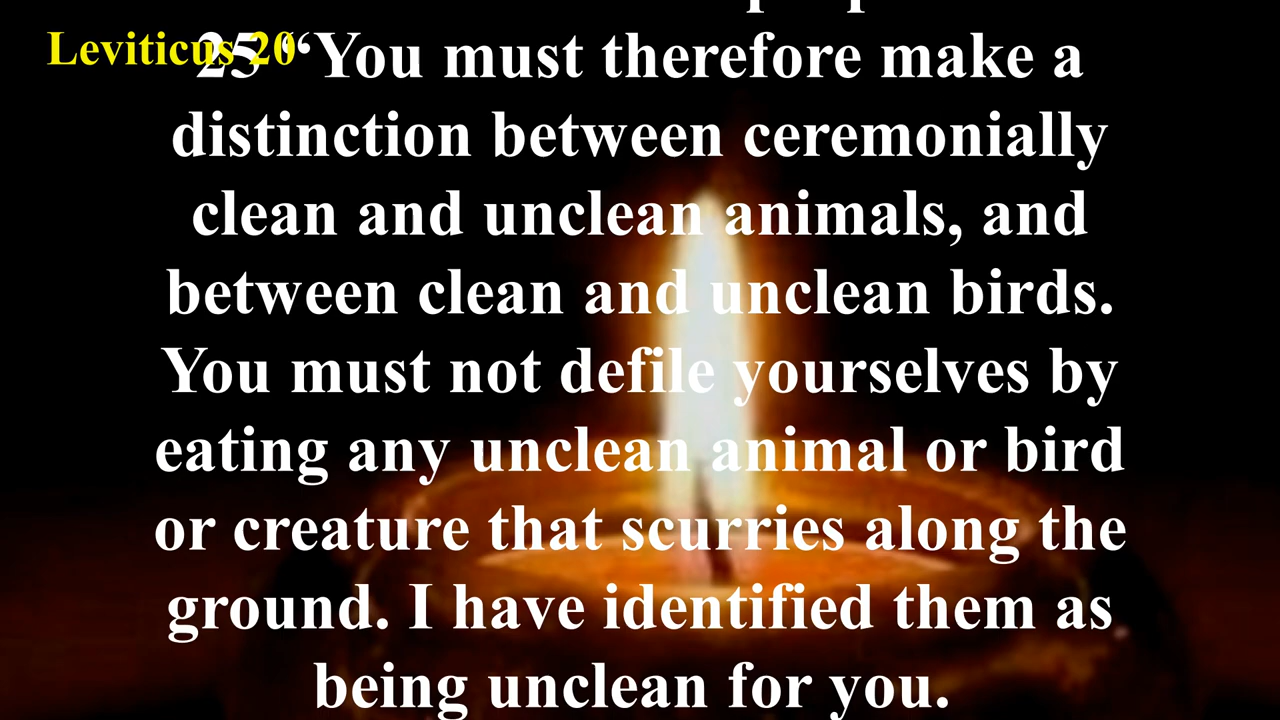 Leviticus 20
25 “You must therefore make a
distinction between ceremonially
clean and unclean animals, and
between clean and unclean birds.
You must not defile yourselves by
eating any unclean animal or bird
or creature that scurries along the
ground. I have identified them as
being unclean for you.